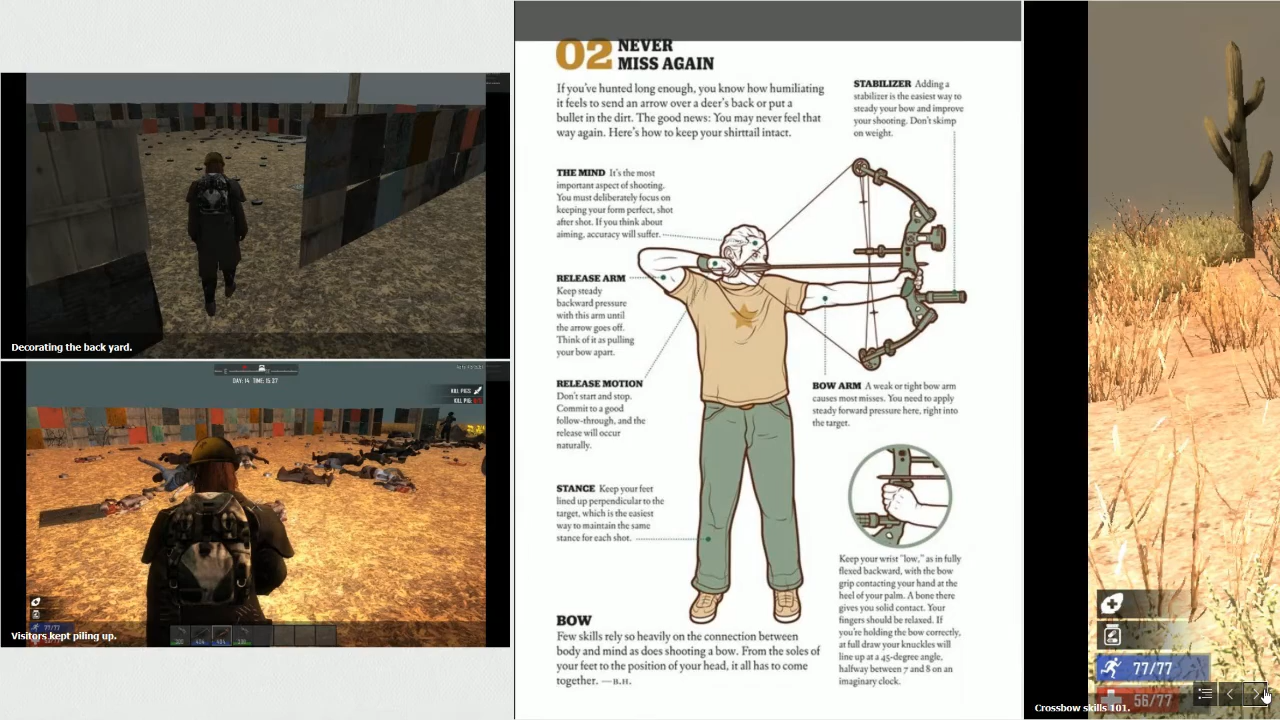 Decorating the back yard.
DAY: 14 TIME: 15:27
KILL PIGS
KILL PIG:
77/77
Visitors kept piling up.
02 NEVER
MISS AGAIN
If you've hunted long enough, you know how humiliating
it feels to send an arrow over a deer's back or put a
bullet in the dirt. The good news: You may never feel that
way again. Here's how to keep your shirttail intact.
STABILIZER Adding a
stabilizer is the easiest way to
steady your bow and improve
your shooting. Don't skimp
on weight.
THE MIND It's the most
important aspect of shooting.
You must deliberately focus on
keeping your form perfect, shot
after shot. If you think about
aiming, accuracy will suffer.
RELEASE ARM
Keep steady
backward pressure
with this arm until
the arrow goes off.
Think of it as pulling
your bow apart.
RELEASE MOTION
Don't start and stop.
Commit to a good
follow-through, and the
release will occur
naturally.
BOW ARM A weak or tight bow arm
causes most misses. You need to apply
steady forward pressure here, right into
the target.
STANCE Keep your feet
lined up perpendicular to the
target, which is the easiest
way to maintain the same
stance for each shot.
Keep your wrist "low," as in fully
flexed backward, with the bow
grip contacting your hand at the
heel of your palm. A bone there
gives you solid contact. Your
fingers should be relaxed. If
you're holding the bow correctly,
at full draw your knuckles will
line up at a 45-degree angle,
halfway between 7 and 8 on an
imaginary clock.
BOW
Few skills rely so heavily on the connection between
body and mind as does shooting a bow. From the soles of
your feet to the position of your head, it all has to come
together. —B.H.
77/77
56/77
Crossbow skills 101.